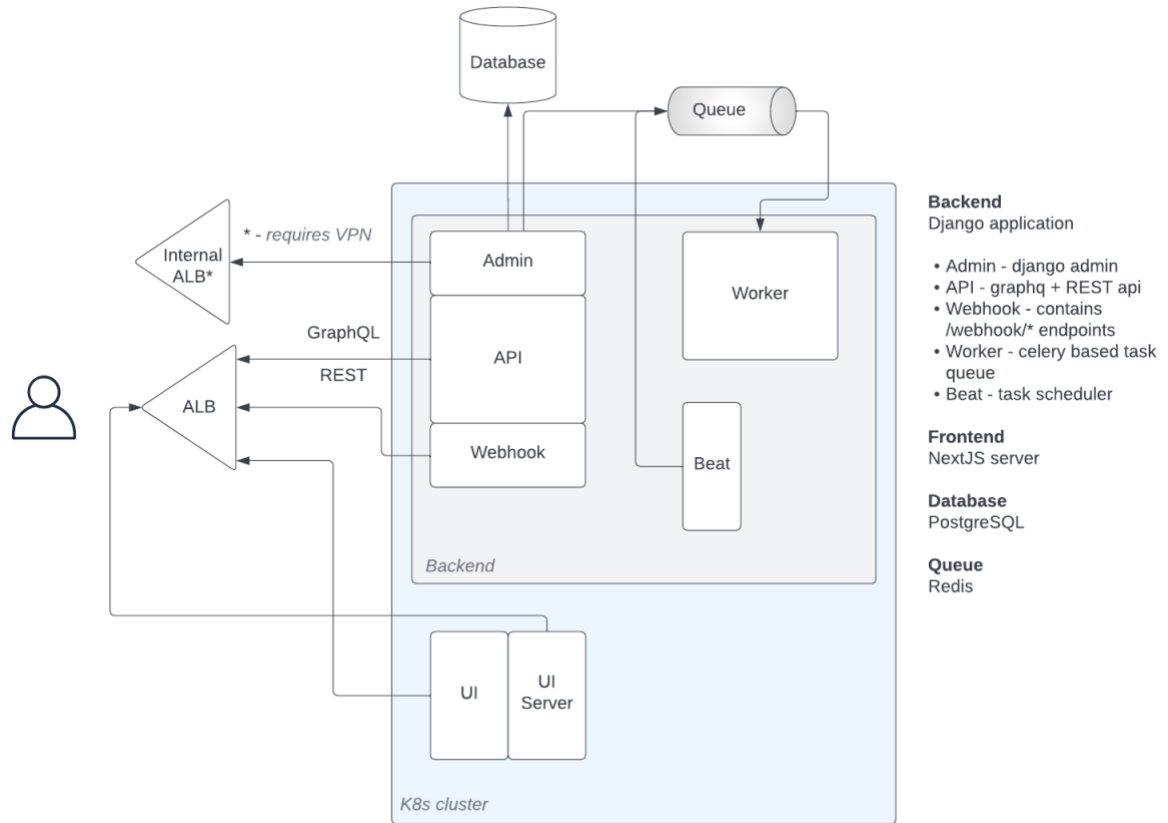 Database
Queue
* - requires VPN
Internal
ALB*
Admin
Worker
GraphQL
API
REST
ALB
Webhook
Beat
Backend
UI
UI
Server
K8s cluster
Backend
Django application
• Admin - django admin
• API - graphq + REST api
• Webhook - contains
/webhook/* endpoints
• Worker - celery based task
queue
• Beat - task scheduler
Frontend
NextJS server
Database
PostgreSQL
Queue
Redis